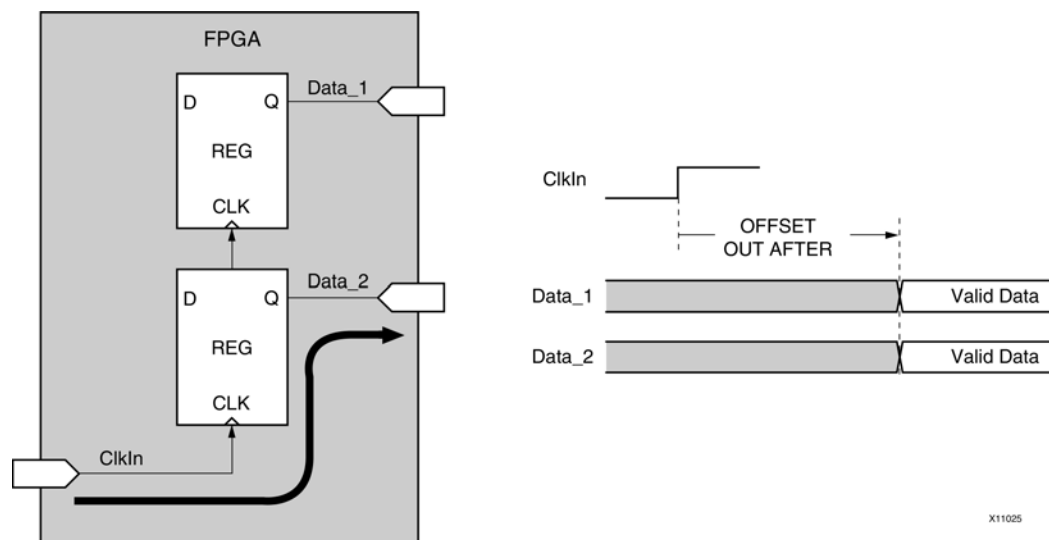 FPGA
Data_1
D
Q
REG
CLK
Data_2
D
Q
REG
CLK
ClkIn
ClkIn
OFFSET
OUT AFTER
Data_1
Valid Data
Data_2
Valid Data
X11025